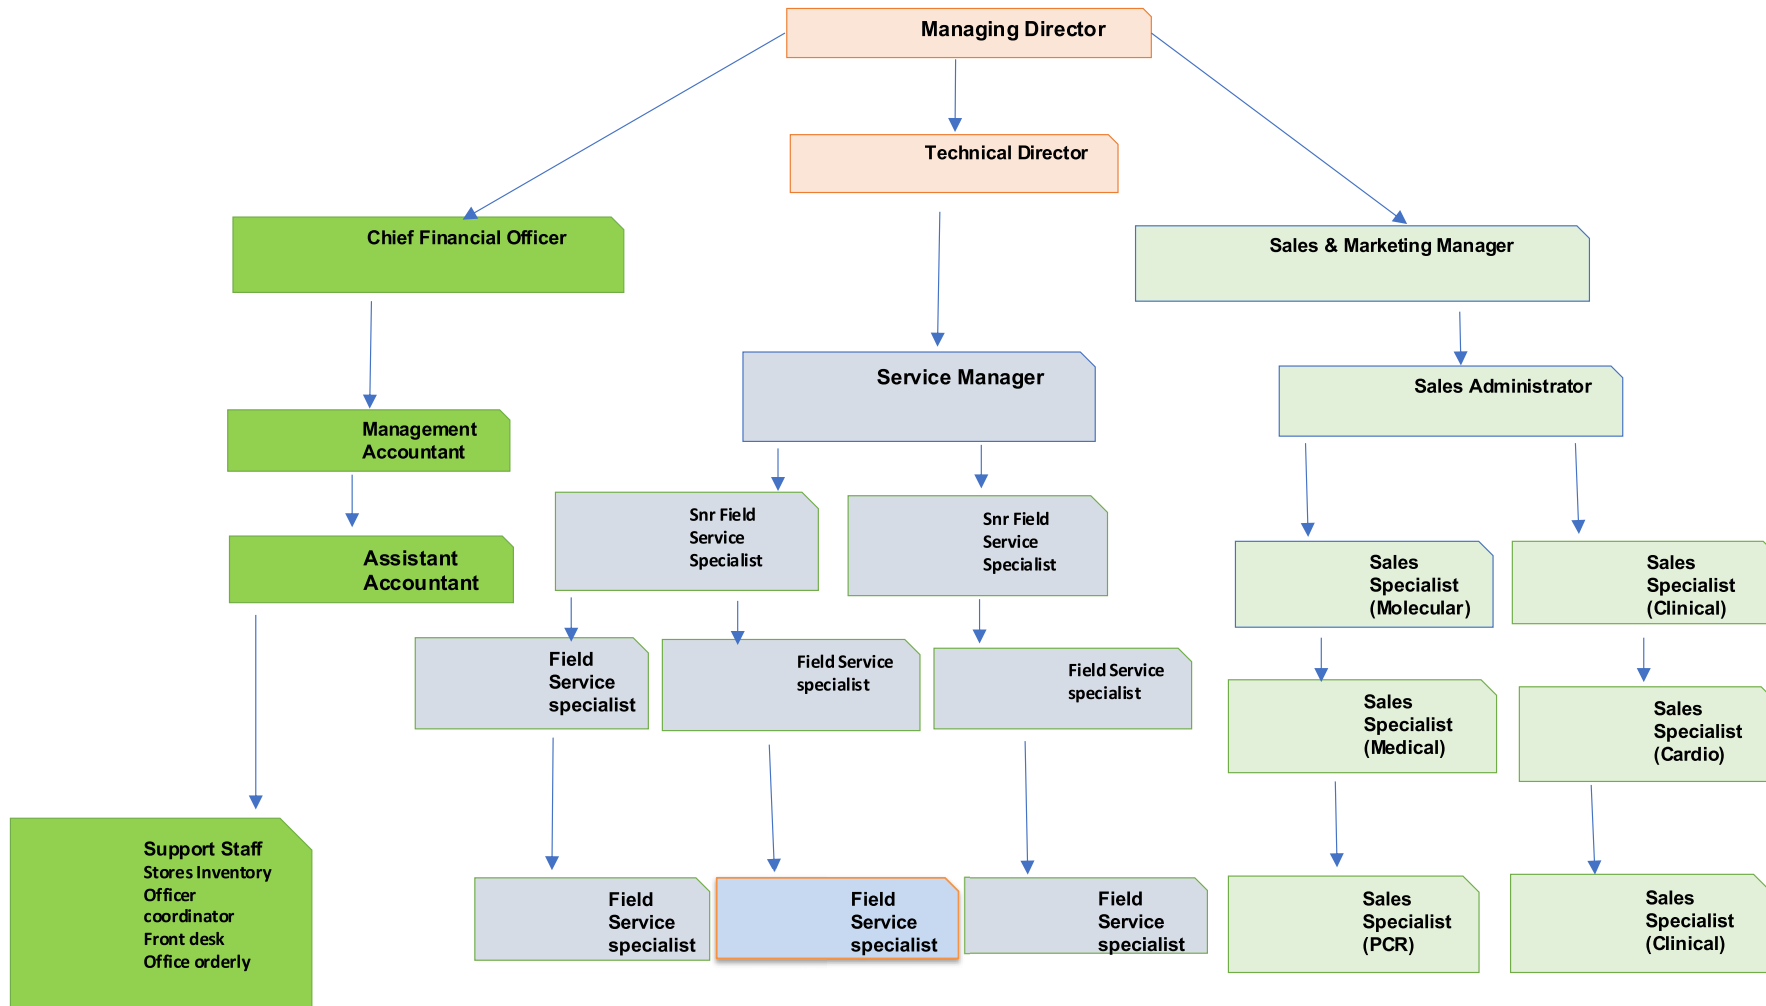 Managing Director
Technical Director
Chief Financial Officer
Sales & Marketing Manager
Service Manager
Sales Administrator
Management
Accountant
Snr Field
Service
Specialist
Snr Field
Service
Specialist
Assistant
Accountant
Sales
Specialist
(Molecular)
Sales
Specialist
(Clinical)
Field
Service
specialist
Field Service
specialist
Field Service
specialist
Sales
Specialist
(Medical)
Sales
Specialist
(Cardio)
Support Staff
Stores Inventory
Officer
coordinator
Front desk
Office orderly
Field
Service
specialist
Field
Service
specialist
Field
Service
specialist
Sales
Specialist
(PCR)
Sales
Specialist
(Clinical)